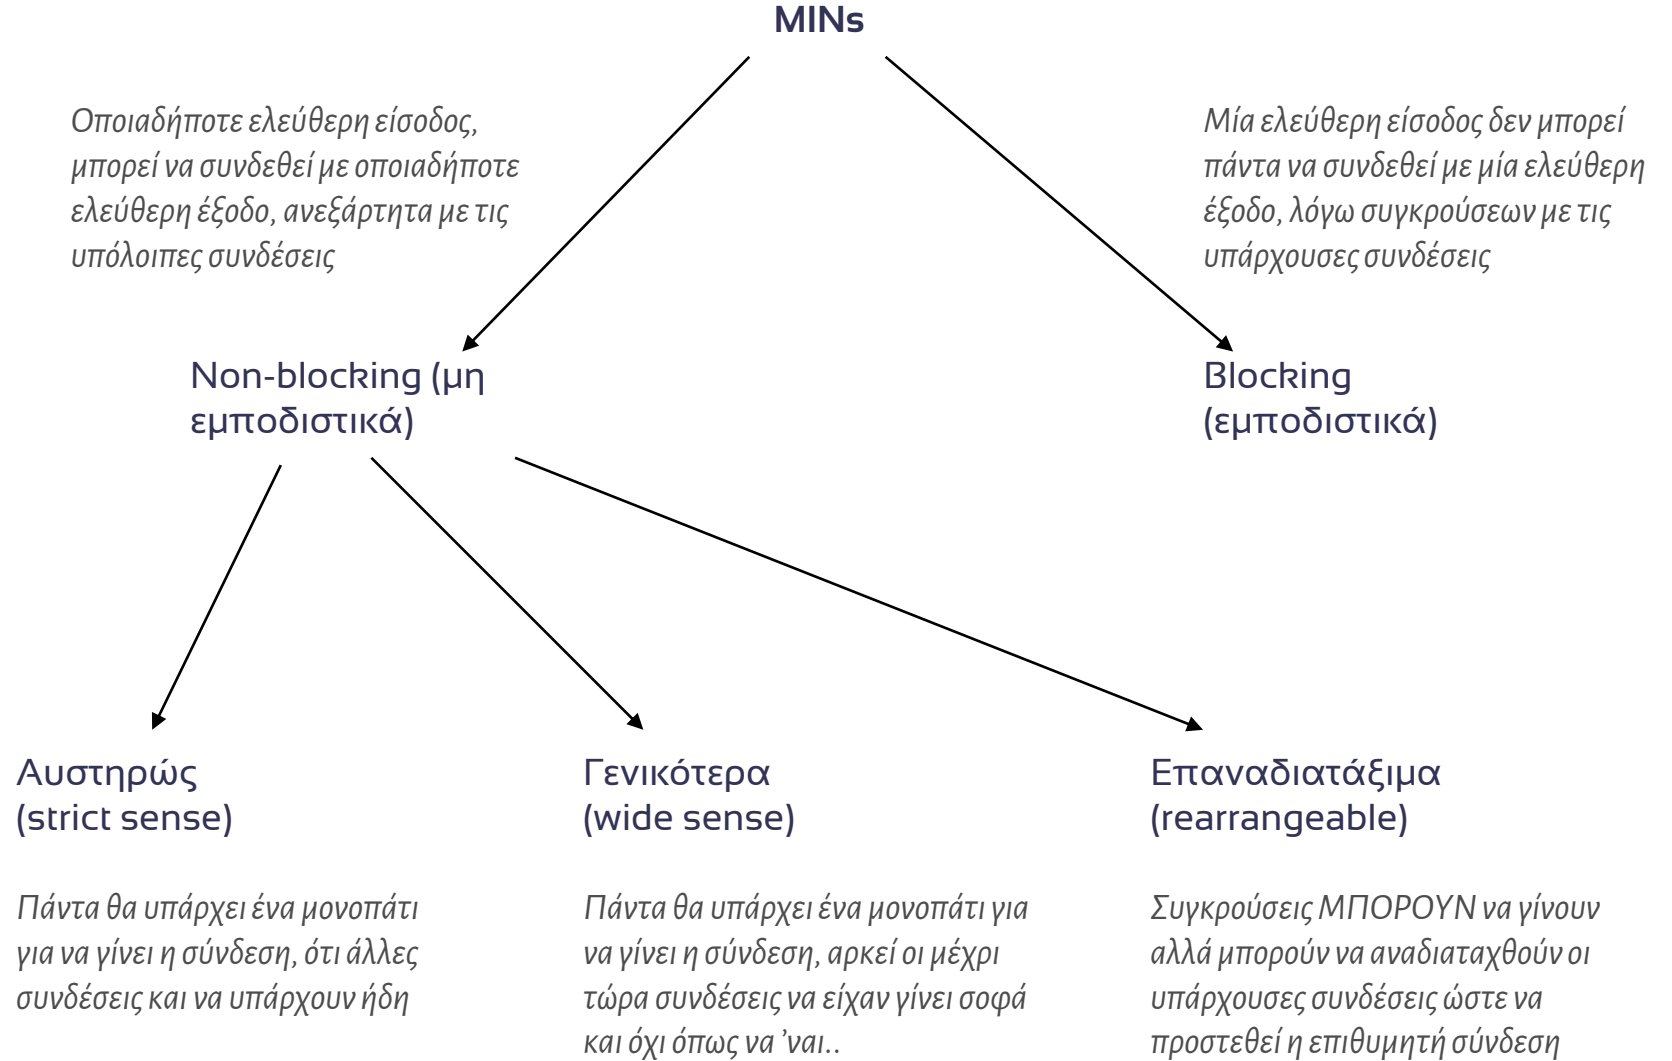 MINs
Οποιαδήποτε ελεύθερη είσοδος,
μπορεί να συνδεθεί με οποιαδήποτε
ελεύθερη έξοδο, ανεξάρτητα με τις
υπόλοιπες συνδέσεις
Μία ελεύθερη είσοδος δεν μπορεί
πάντα να συνδεθεί με μία ελεύθερη
έξοδο, λόγω συγκρούσεων με τις
υπάρχουσες συνδέσεις
Non-blocking (μη
εμποδιστικά)
Blocking
(εμποδιστικά)
Αυστηρώς
(strict sense)
Πάντα θα υπάρχει ένα μονοπάτι
για να γίνει η σύνδεση, ότι άλλες
συνδέσεις και να υπάρχουν ήδη
Γενικότερα
(wide sense)
Πάντα θα υπάρχει ένα μονοπάτι για
να γίνει η σύνδεση, αρκεί οι μέχρι
τώρα συνδέσεις να είχαν γίνει σοφά
και όχι όπως να ’ναι..
Επαναδιατάξιμα
(rearrangeable)
Συγκρούσεις ΜΠΟΡΟΥΝ να γίνουν
αλλά μπορούν να αναδιαταχθούν οι
υπάρχουσες συνδέσεις ώστε να
προστεθεί η επιθυμητή σύνδεση